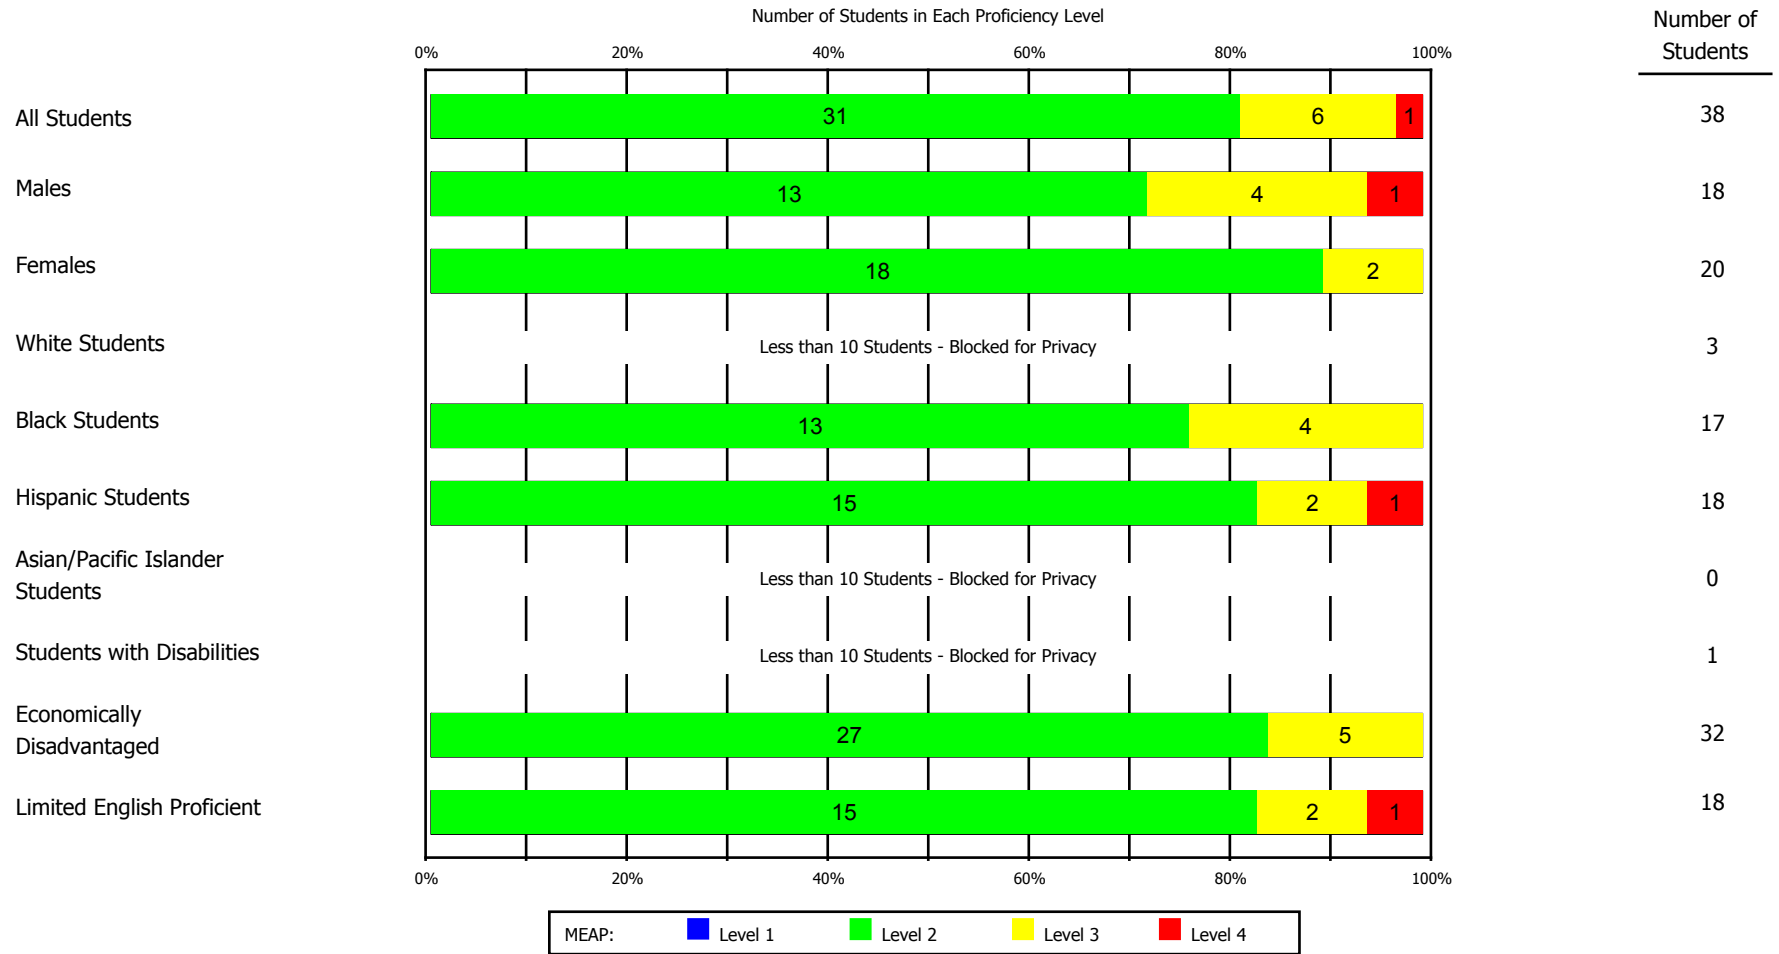 Number of Students in Each Proficiency Level
Number of
Students
0% 20% 40% 60% 80% 100%
All Students 31 6 1 38
Males 13 4 1 18
Females 18 2 20
White Students Less than 10 Students - Blocked for Privacy 3
Black Students 13 4 17
Hispanic Students 15 2 1 18
Asian/Pacific Islander
Students Less than 10 Students - Blocked for Privacy 0
Students with Disabilities Less than 10 Students - Blocked for Privacy 1
Economically
Disadvantaged 27 5 32
Limited English Proficient 15 2 1 18
0% 20% 40% 60% 80% 100%
MEAP: Level 1 Level 2 Level 3 Level 4